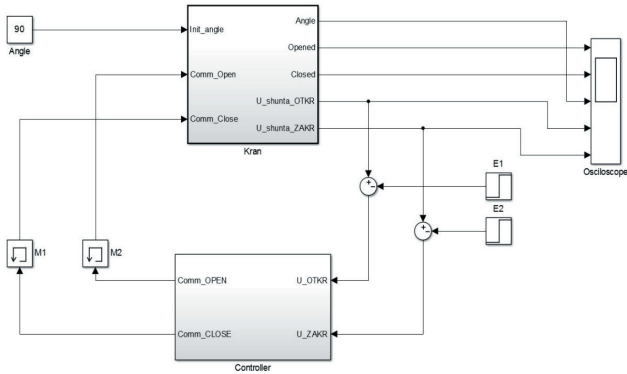 90
Angle
Init_angle
Comm_Open
Comm_Close
Angle
Opened
Closed
U_shunta_OTKR
U_shunta_ZAKR
Kran
Osciloscope
E1
E2
M1
M2
Comm_OPEN
Comm_CLOSE
U_OTKR
U_ZAKR
Controller